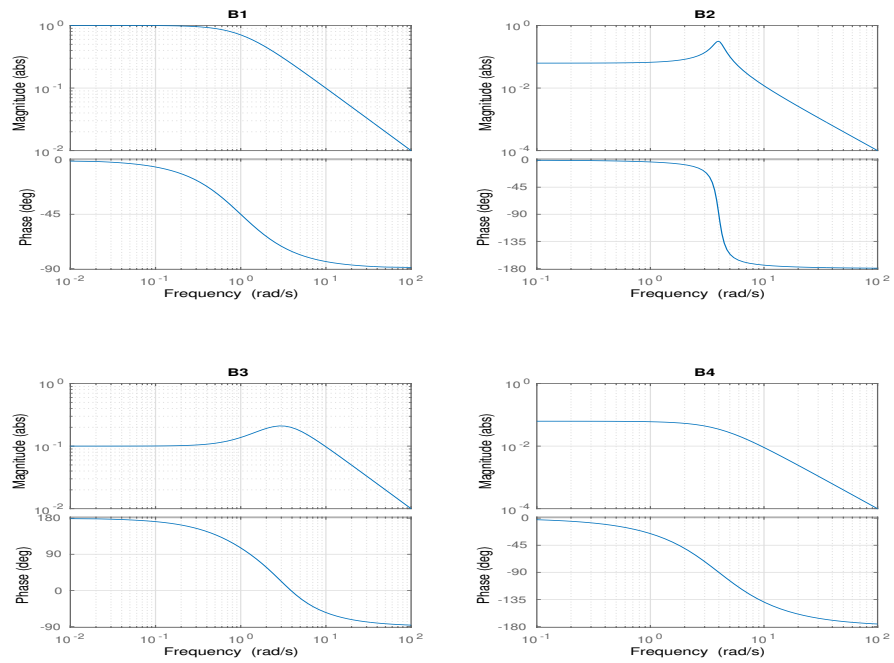 B1
Magnitude (abs)
10^0
10^-1
10^-2
Phase (deg)
0
-45
-90
10^-2 10^-1 10^0 10^1 10^2
Frequency (rad/s)
B2
Magnitude (abs)
10^0
10^-2
10^-4
Phase (deg)
0
-45
-90
-135
-180
10^-1 10^0 10^1 10^2
Frequency (rad/s)
B3
Magnitude (abs)
10^0
10^-1
10^-2
Phase (deg)
180
90
0
-90
10^-2 10^-1 10^0 10^1 10^2
Frequency (rad/s)
B4
Magnitude (abs)
10^0
10^-2
10^-4
Phase (deg)
0
-45
-90
-135
-180
10^-1 10^0 10^1 10^2
Frequency (rad/s)